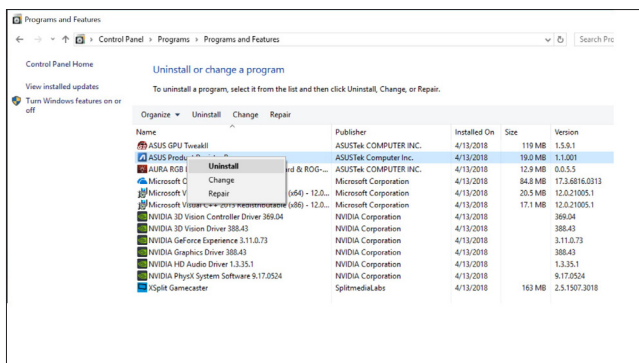 Programs and Features
Control Panel > Programs > Programs and Features
Search Pro
Control Panel Home
View installed updates
Turn Windows features on or off
Uninstall or change a program
To uninstall a program, select it from the list and then click Uninstall, Change, or Repair.
Organize Uninstall Change Repair
Name Publisher Installed On Size Version
ASUS GPU TweakII ASUSTek COMPUTER INC. 4/13/2018 119 MB 1.5.9.1
ASUS ASUSTek Computer Inc. 4/13/2018 19.0 MB 1.1.001
AURA RGB rd & ROG-... ASUSTek COMPUTER INC. 4/13/2018 12.9 MB 0.0.5.5
Microsoft O Microsoft Corporation 4/13/2018 84.8 MB 17.3.6816.0313
Microsoft V (x64) - 12.0... Microsoft Corporation 4/13/2018 20.5 MB 12.0.21005.1
Microsoft Visual C++ 2013 Redistributable (x86) - 12.0... Microsoft Corporation 4/13/2018 17.1 MB 12.0.21005.1
NVIDIA 3D Vision Controller Driver 369.04 NVIDIA Corporation 4/13/2018 369.04
NVIDIA 3D Vision Driver 388.43 NVIDIA Corporation 4/13/2018 388.43
NVIDIA GeForce Experience 3.11.0.73 NVIDIA Corporation 4/13/2018 3.11.0.73
NVIDIA Graphics Driver 388.43 NVIDIA Corporation 4/13/2018 388.43
NVIDIA HD Audio Driver 1.3.35.1 NVIDIA Corporation 4/13/2018 1.3.35.1
NVIDIA PhysX System Software 9.17.0524 NVIDIA Corporation 4/13/2018 9.17.0524
XSplit Gamecaster SplitmediaLabs 4/13/2018 163 MB 2.5.1507.3018
Uninstall
Change
Repair